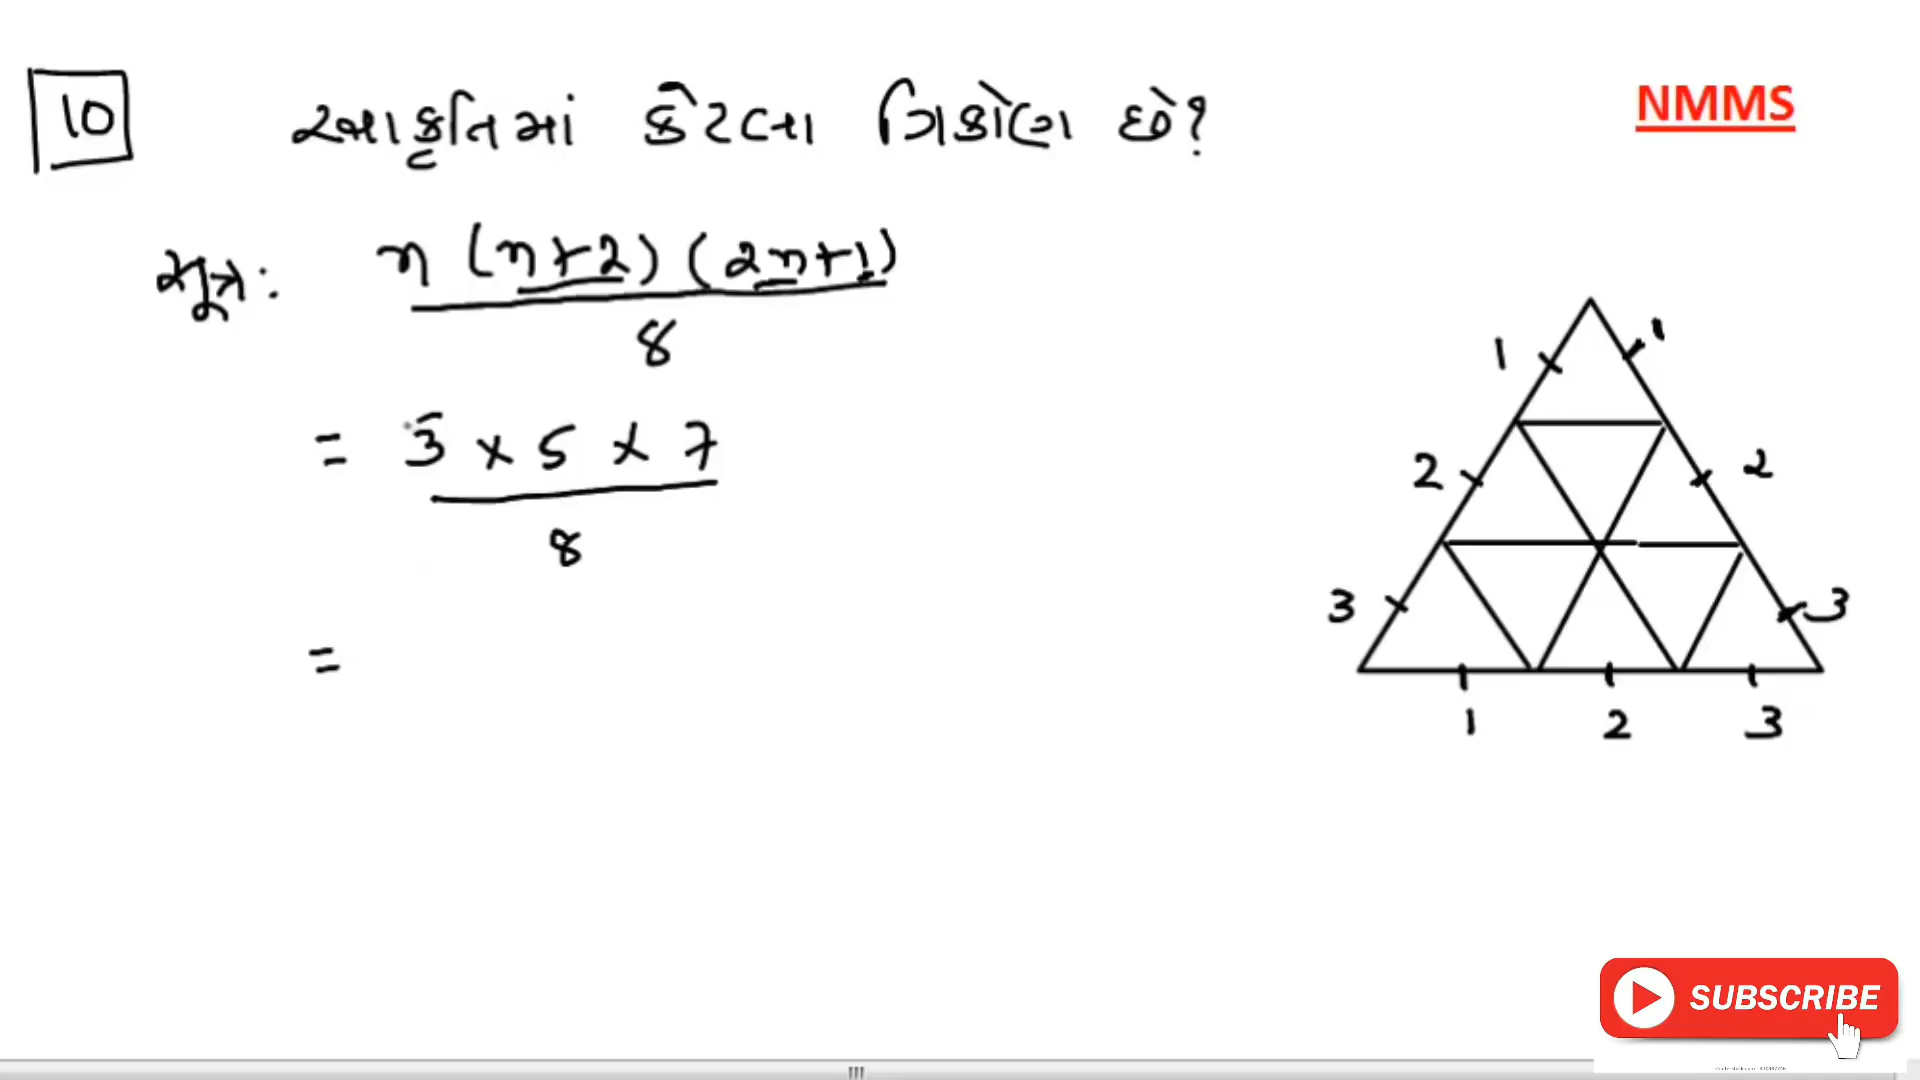 10
આકૃતિમાં કેટલા ત્રિકોણ છે?
NMMS
સૂત્ર: n (n+2) (2n+1)
8
= 3 × 5 × 7
8
=
1 1
2 2
3 3
1 2 3
SUBSCRIBE